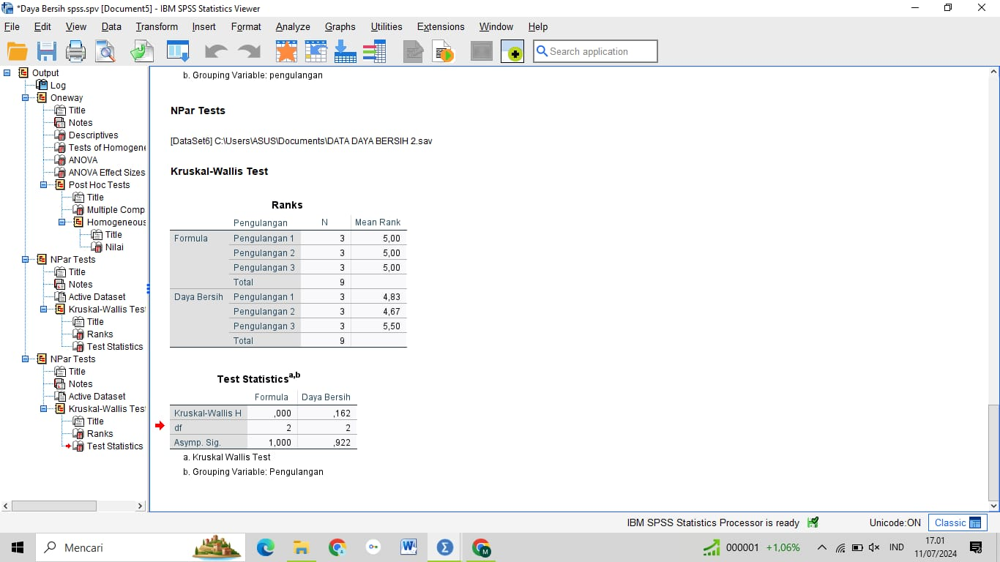 *Daya Bersih spss.spv [Document5] - IBM SPSS Statistics Viewer
File Edit View Data Transform Insert Format Analyze Graphs Utilities Extensions Window Help
Search application
Output
Log
Oneway
Title
Notes
Descriptives
Tests of Homogene
ANOVA
ANOVA Effect Sizes
Post Hoc Tests
Title
Multiple Comp
Homogeneous
Title
Nilai
NPar Tests
Title
Notes
Active Dataset
Kruskal-Wallis Tes
Title
Ranks
Test Statistics
NPar Tests
Title
Notes
Active Dataset
Kruskal-Wallis Tes
Title
Ranks
Test Statistics
b. Grouping Variable: pengulangan
NPar Tests
[DataSet6] C:\Users\ASUS\Documents\DATA DAYA BERSIH 2.sav
Kruskal-Wallis Test
Ranks
Pengulangan N Mean Rank
Formula Pengulangan 1 3 5,00
Pengulangan 2 3 5,00
Pengulangan 3 3 5,00
Total 9
Daya Bersih Pengulangan 1 3 4,83
Pengulangan 2 3 4,67
Pengulangan 3 3 5,50
Total 9
Test Statistics a,b
Formula Daya Bersih
Kruskal-Wallis H ,000 ,162
df 2 2
Asymp. Sig. 1,000 ,922
a. Kruskal Wallis Test
b. Grouping Variable: Pengulangan
IBM SPSS Statistics Processor is ready Unicode:ON Classic
Mencari
000001 +1,06% IND 17.01
11/07/2024